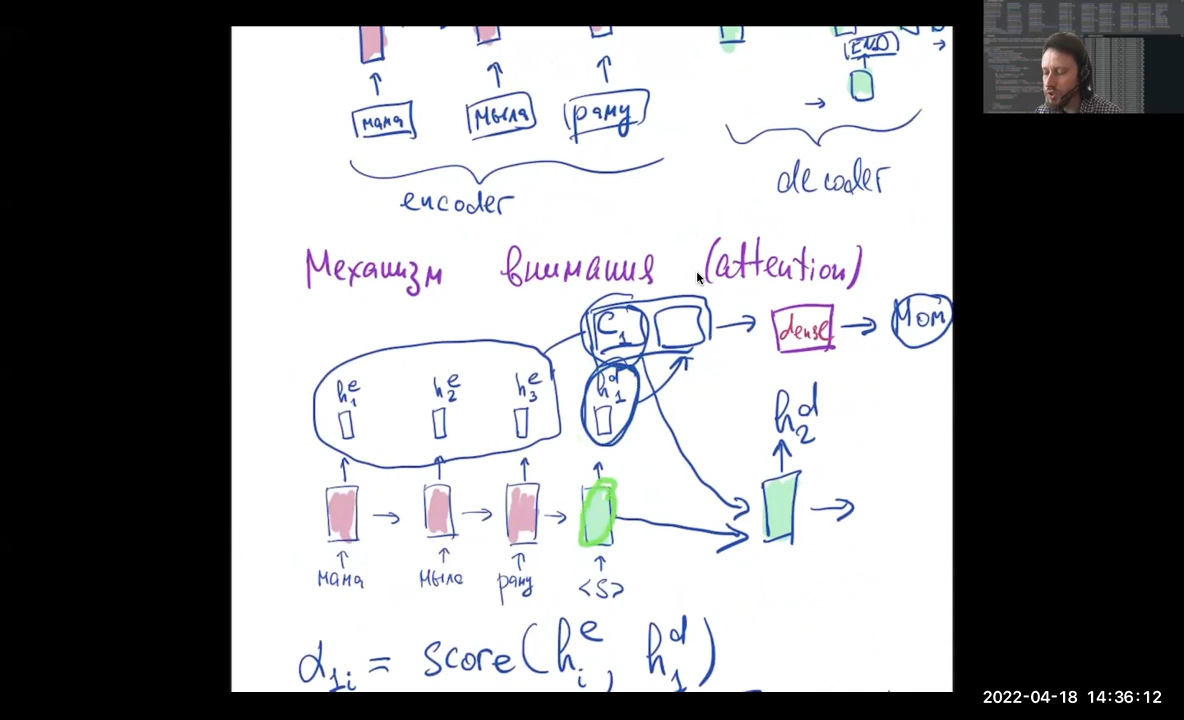 END
мама мыла раму
encoder
decoder
Механизм внимания (attention)
C₁ dense Mom
h₁ᵉ h₂ᵉ h₃ᵉ h₁ᵈ
h₂ᵈ
мама мыла раму <S>
α₁ᵢ = score(hᵢᵉ, h₁ᵈ)
2022-04-18 14:36:12